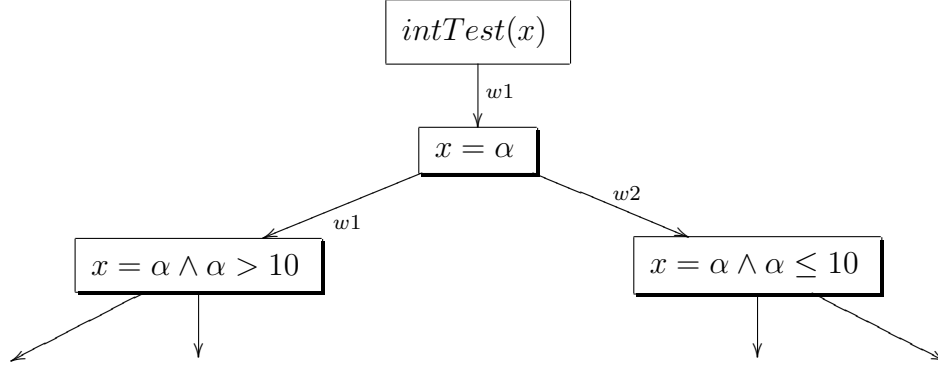 intTest(x)
w1
x = α
w1
w2
x = α ∧ α > 10
x = α ∧ α ≤ 10